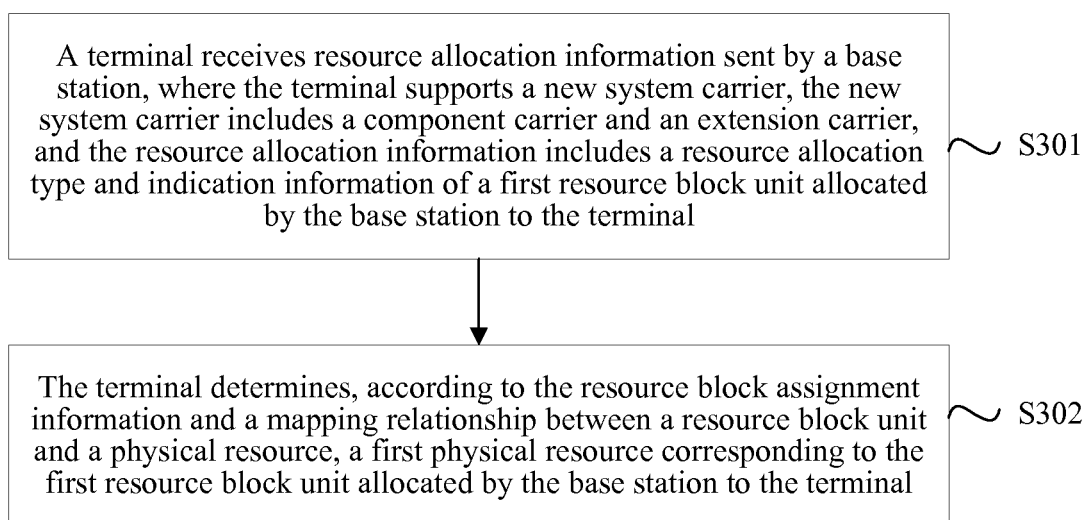 A terminal receives resource allocation information sent by a base
station, where the terminal supports a new system carrier, the new
system carrier includes a component carrier and an extension carrier,
and the resource allocation information includes a resource allocation
type and indication information of a first resource block unit allocated
by the base station to the terminal
S301
The terminal determines, according to the resource block assignment
information and a mapping relationship between a resource block unit
and a physical resource, a first physical resource corresponding to the
first resource block unit allocated by the base station to the terminal
S302